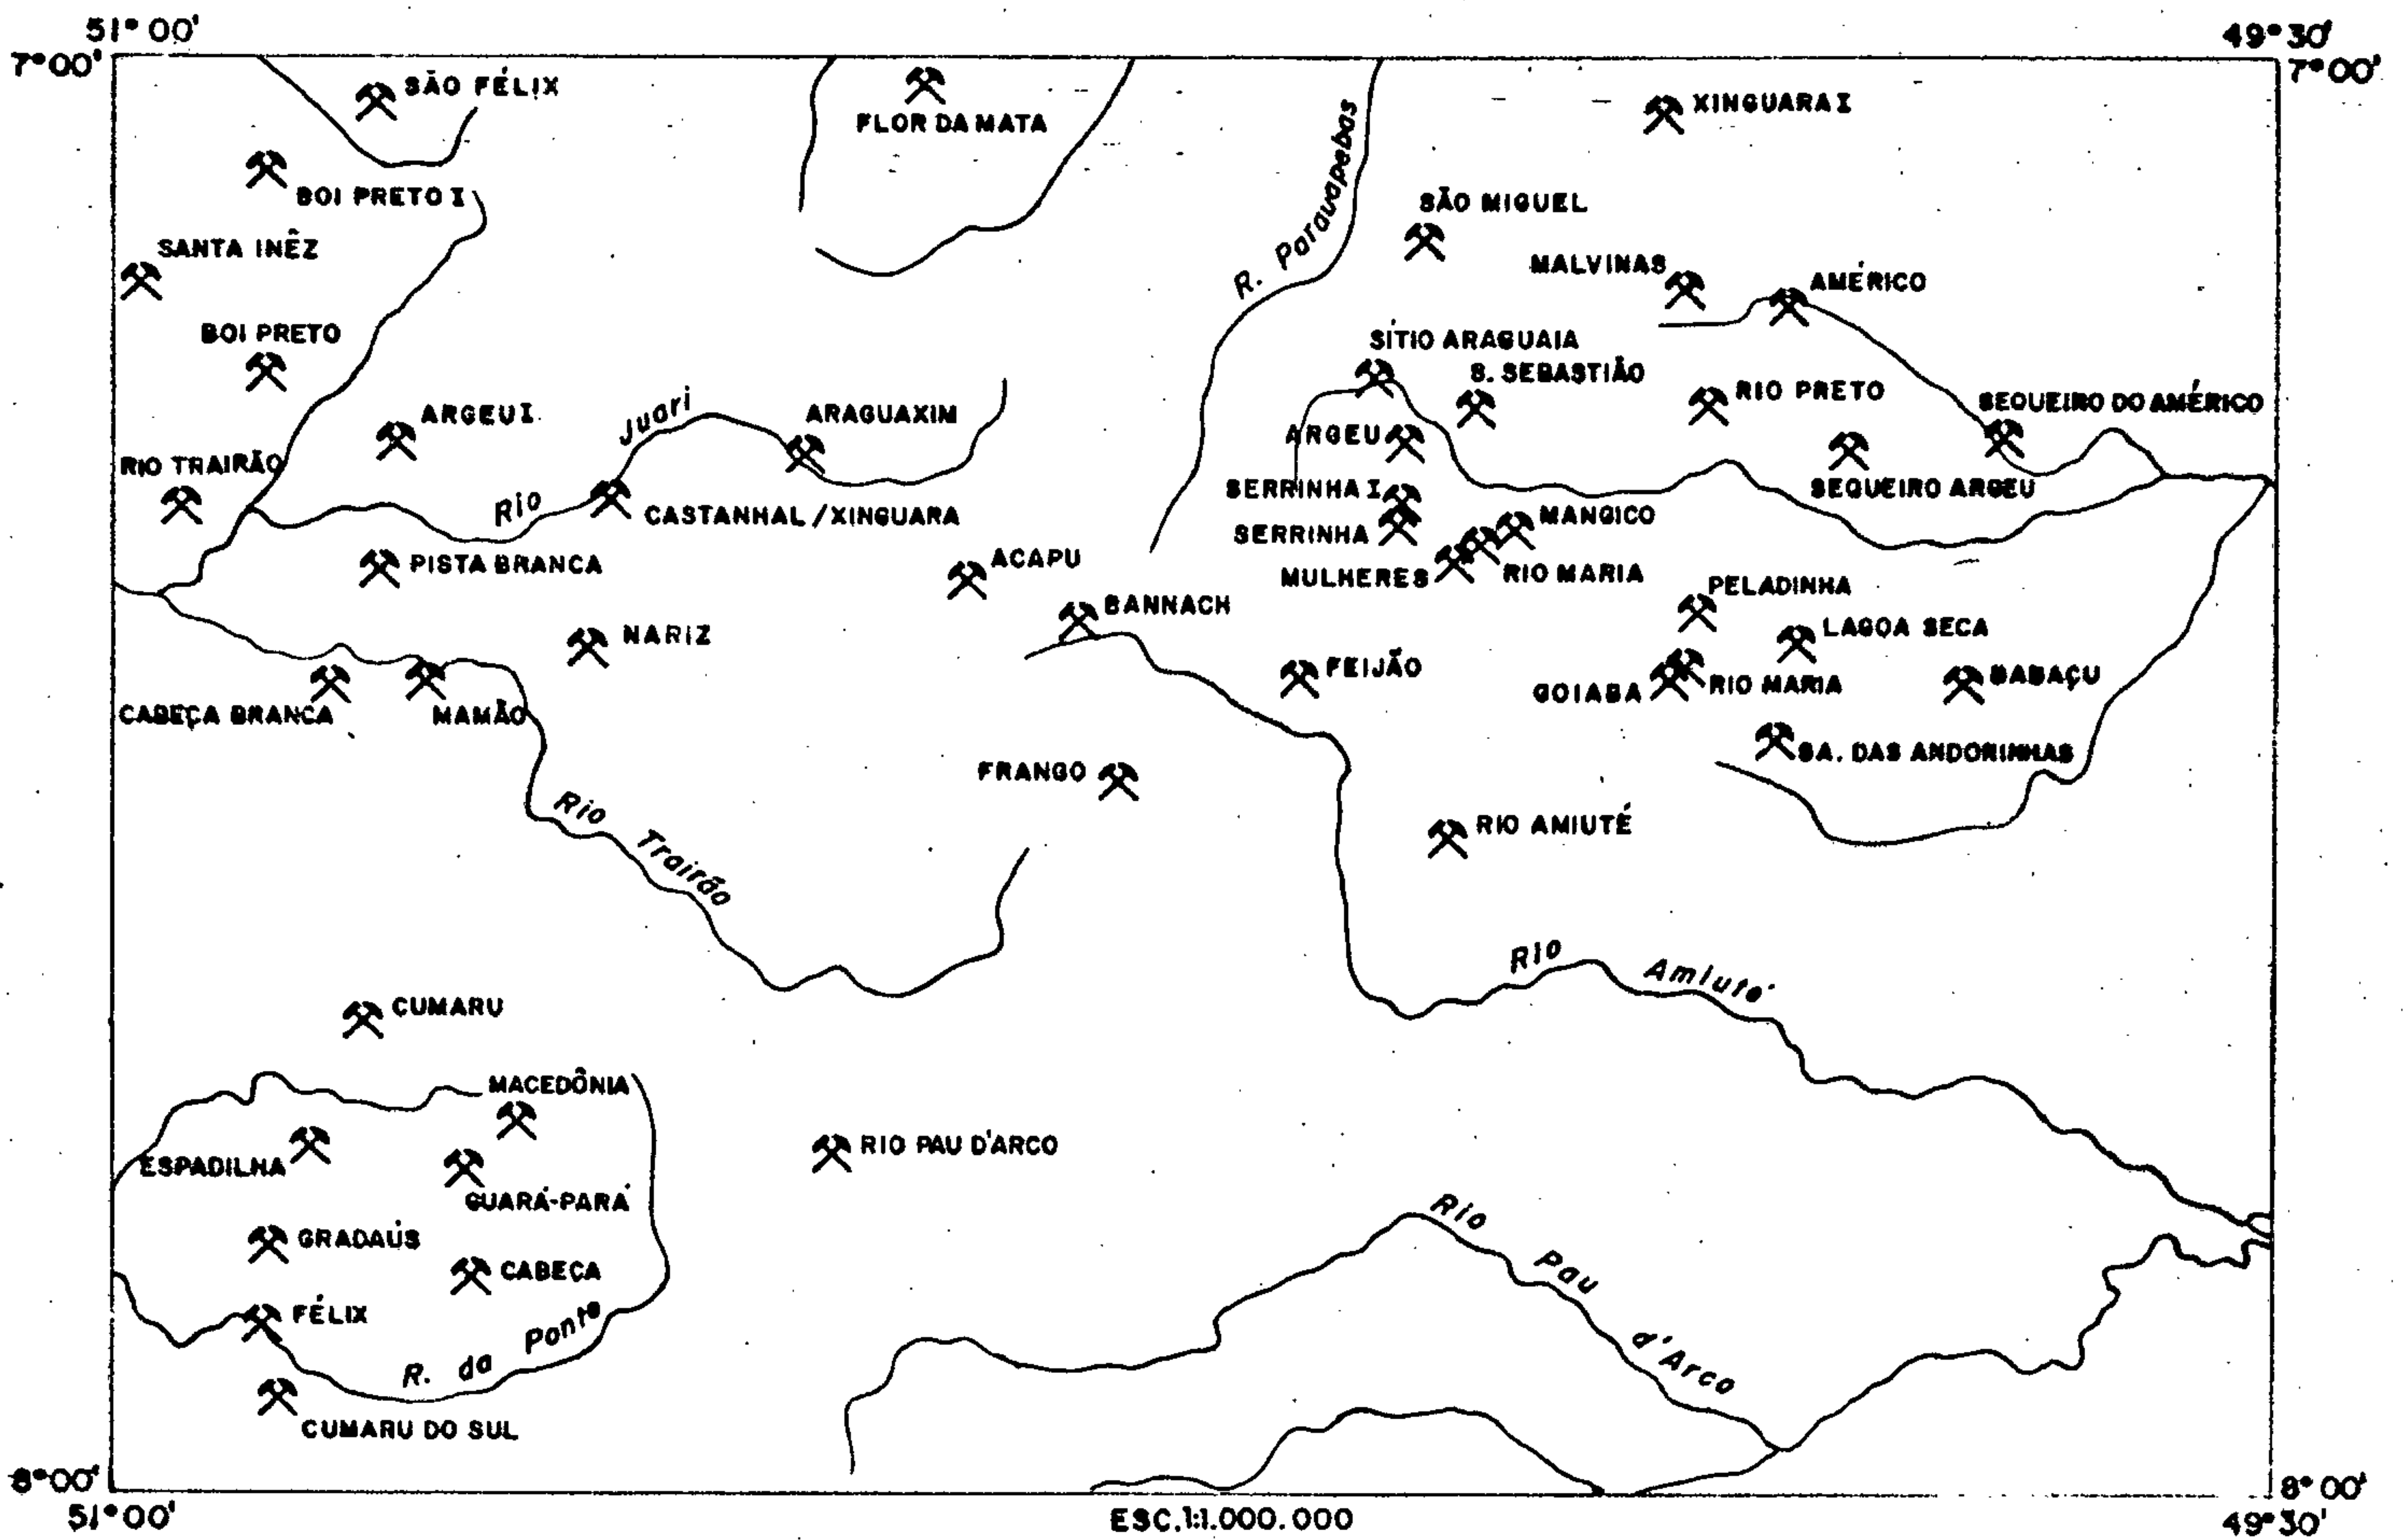 51°00'
49°30'
7°00'
7°00'
SÃO FÉLIX
FLOR DA MATA
XINGUARA I
BOI PRETO I
R. Parauapebas
SÃO MIGUEL
SANTA INÊZ
MALVINAS
AMÉRICO
BOI PRETO
SÍTIO ARAGUAIA
S. SEBASTIÃO
RIO PRETO
SEQUEIRO DO AMÉRICO
ARGEU I
Rio Juari
ARAGUAXIM
ARGEU
RIO TRAIRÃO
SERRINHA I
SEQUEIRO ARGEU
CASTANHAL/XINGUARA
MANGICO
SERRINHA
PISTA BRANCA
ACAPU
MULHERES
RIO MARIA
PELADINHA
BANNACH
NARIZ
LAGOA SECA
FEIJÃO
GOIABA
RIO MARIA
BABAÇU
CABEÇA BRANCA
MAMÃO
SA. DAS ANDORINHAS
FRANGO
Rio Trairão
RIO AMIUTÉ
Rio Amiuté
CUMARU
MACEDÔNIA
ESPADILHA
RIO PAU D'ARCO
GUARÁ-PARÁ
GRADAÚS
Rio Pau d'Arco
CABEÇA
FÉLIX
R. da Ponte
CUMARU DO SUL
8°00'
8°00'
51°00'
ESC. 1:1.000.000
49°30'